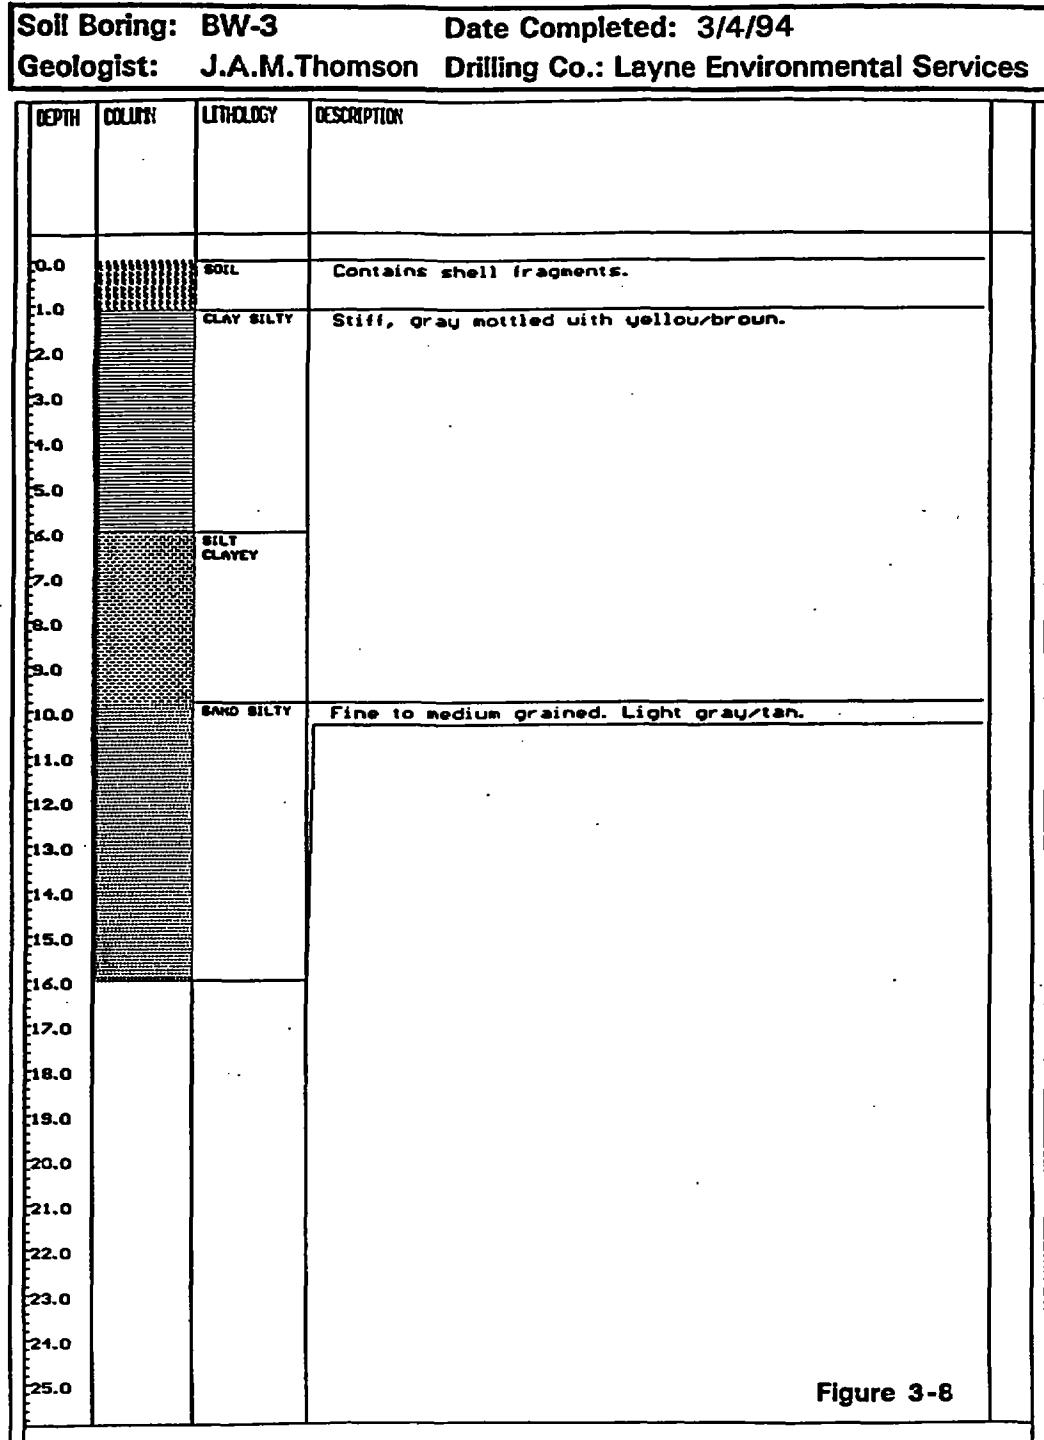 Soil Boring: BW-3 Date Completed: 3/4/94
Geologist: J.A.M.Thomson Drilling Co.: Layne Environmental Services
DEPTH COLUMN LITHOLOGY DESCRIPTION
0.0 SOIL Contains shell fragments.
1.0 CLAY SILTY Stiff, gray mottled with yellow/brown.
2.0
3.0
4.0
5.0
6.0 SILT
CLAYEY
7.0
8.0
9.0
10.0 SAND SILTY Fine to medium grained. Light gray/tan.
11.0
12.0
13.0
14.0
15.0
16.0
17.0
18.0
19.0
20.0
21.0
22.0
23.0
24.0
25.0 Figure 3-8